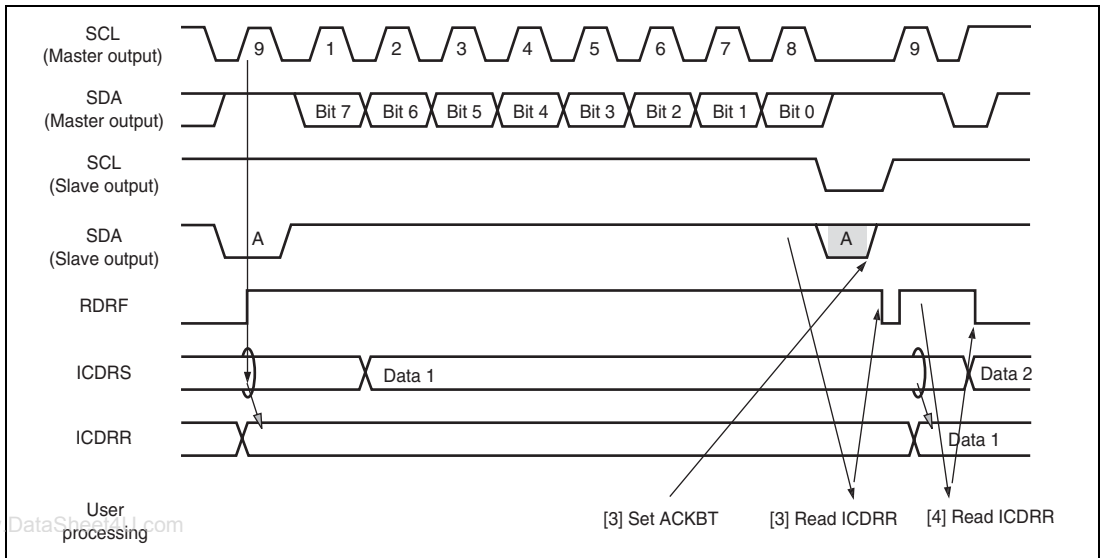 SCL
(Master output)
9 1 2 3 4 5 6 7 8 9
SDA
(Master output)
Bit 7 Bit 6 Bit 5 Bit 4 Bit 3 Bit 2 Bit 1 Bit 0
SCL
(Slave output)
SDA
(Slave output)
A A
RDRF
ICDRS
Data 1 Data 2
ICDRR
Data 1
User
processing
[3] Set ACKBT [3] Read ICDRR [4] Read ICDRR
DataSheet4U.com